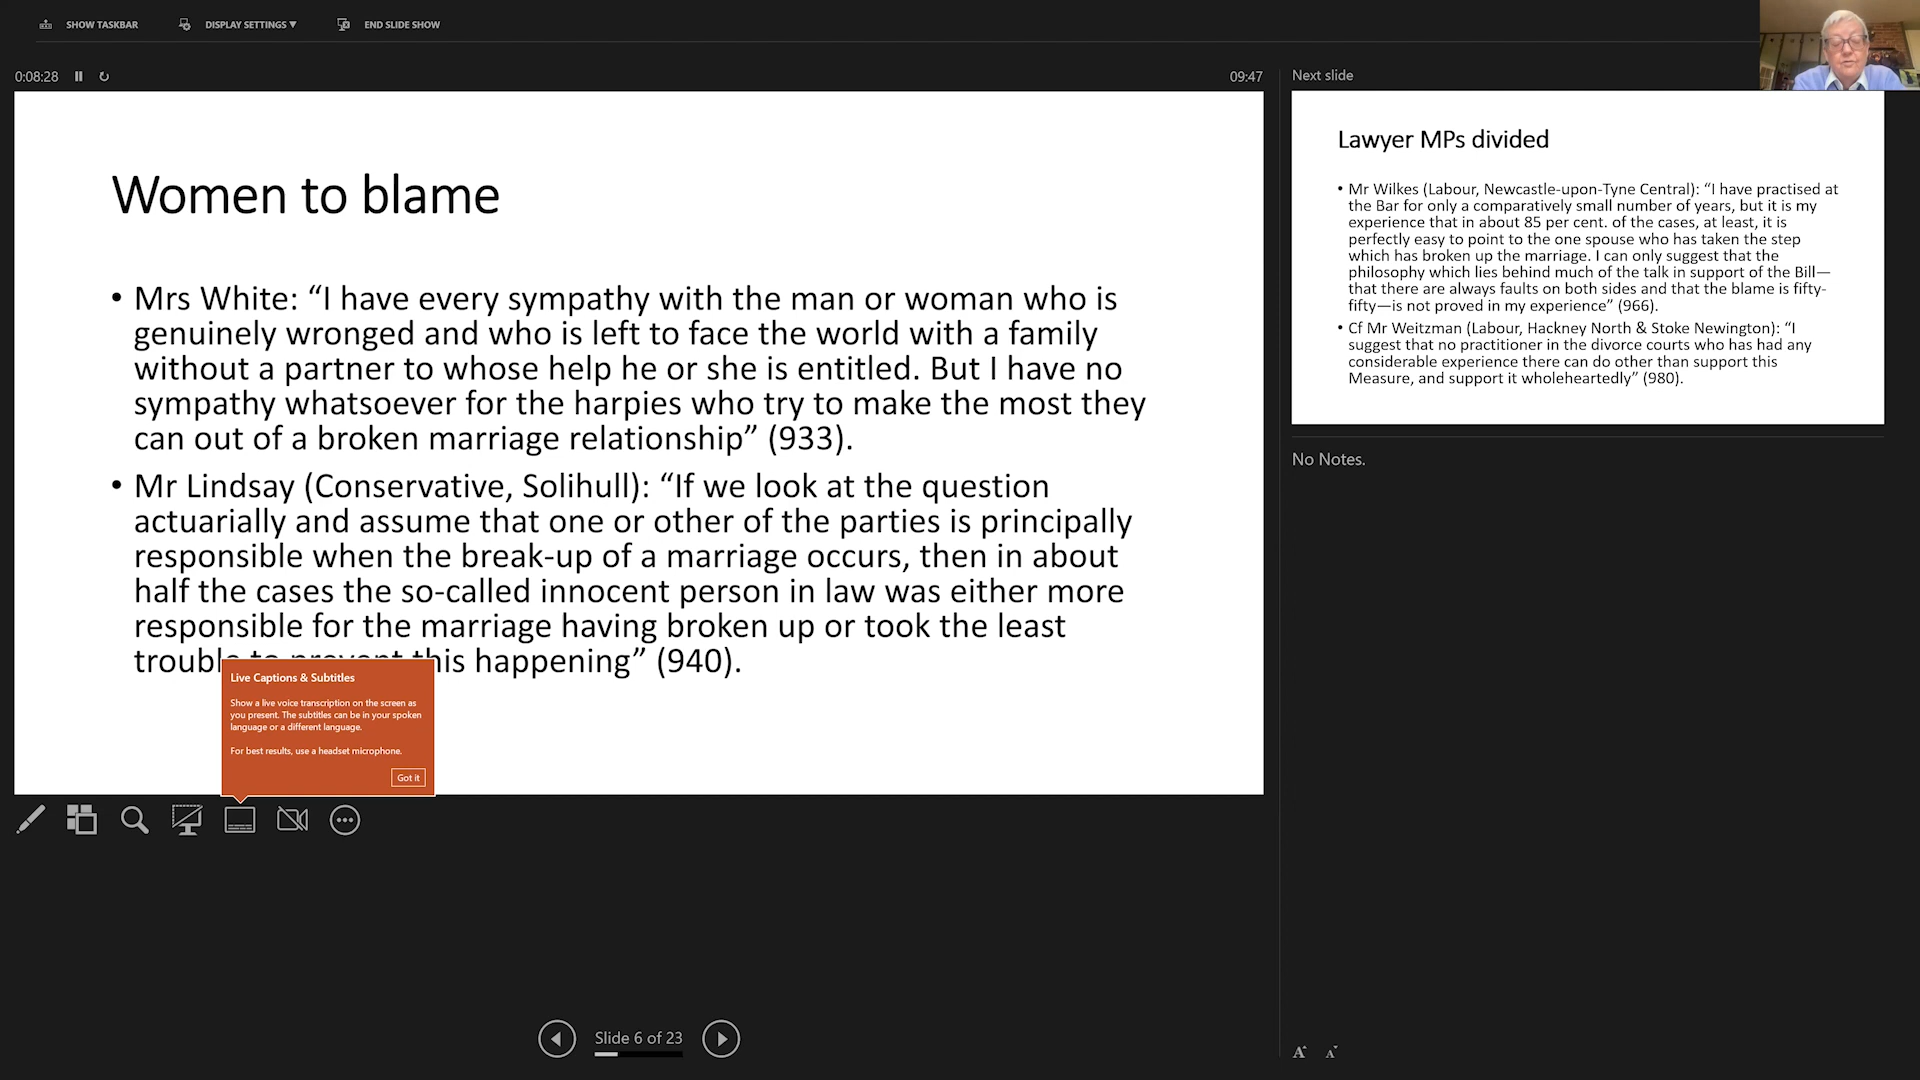 SHOW TASKBAR
DISPLAY SETTINGS ▼
END SLIDE SHOW
0:08:28
09:47
Women to blame
• Mrs White: “I have every sympathy with the man or woman who is
genuinely wronged and who is left to face the world with a family
without a partner to whose help he or she is entitled. But I have no
sympathy whatsoever for the harpies who try to make the most they
can out of a broken marriage relationship” (933).
• Mr Lindsay (Conservative, Solihull): “If we look at the question
actuarially and assume that one or other of the parties is principally
responsible when the break-up of a marriage occurs, then in about
half the cases the so-called innocent person in law was either more
responsible for the marriage having broken up or took the least
trouble to prevent this happening” (940).
Live Captions & Subtitles
Show a live voice transcription on the screen as
you present. The subtitles can be in your spoken
language or a different language.
For best results, use a headset microphone.
Got it
Slide 6 of 23
Next slide
Lawyer MPs divided
• Mr Wilkes (Labour, Newcastle-upon-Tyne Central): “I have practised at
the Bar for only a comparatively small number of years, but it is my
experience that in about 85 per cent. of the cases, at least, it is
perfectly easy to point to the one spouse who has taken the step
which has broken up the marriage. I can only suggest that the
philosophy which lies behind much of the talk in support of the Bill—
that there are always faults on both sides and that the blame is fifty-
fifty—is not proved in my experience” (966).
• Cf Mr Weitzman (Labour, Hackney North & Stoke Newington): “I
suggest that no practitioner in the divorce courts who has had any
considerable experience there can do other than support this
Measure, and support it wholeheartedly” (980).
No Notes.
A A